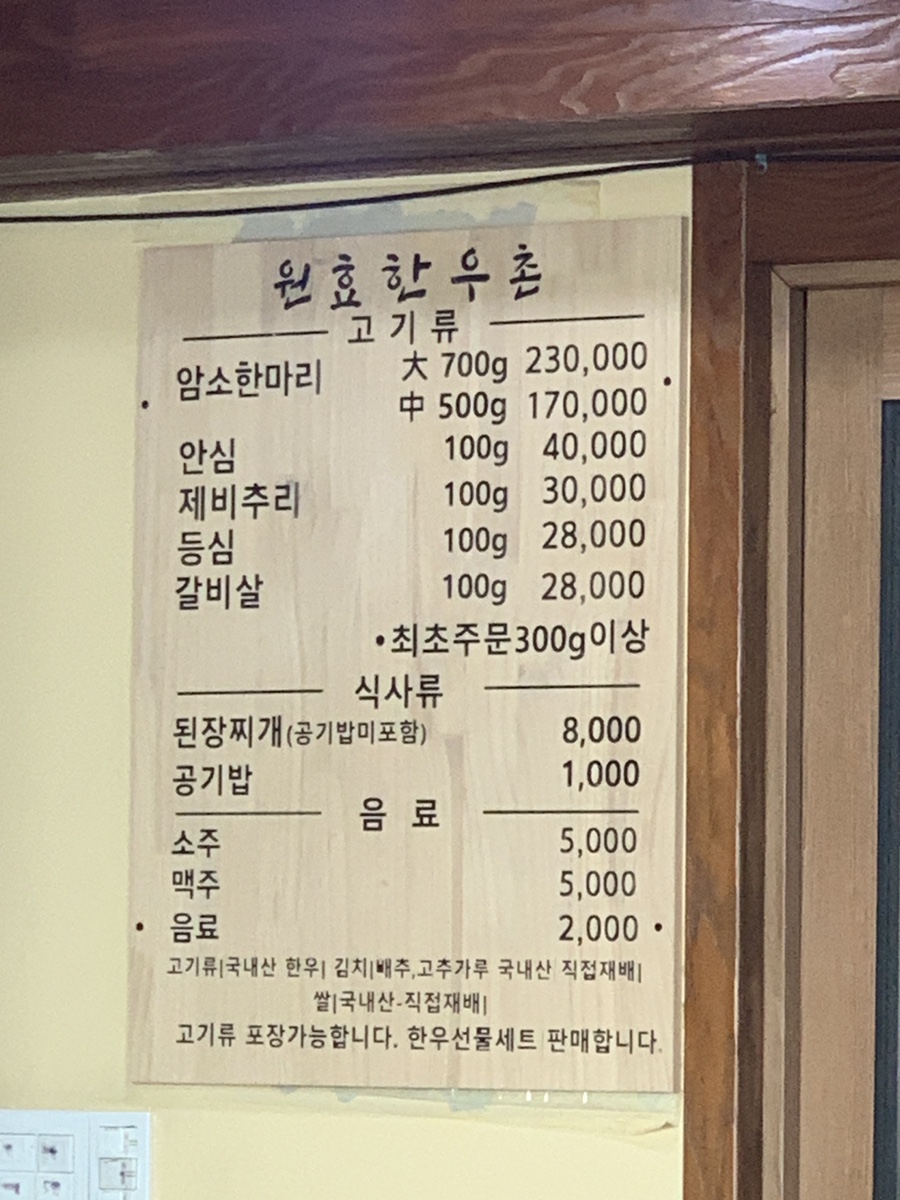 원효한우촌
고기류
암소한마리 大 700g 230,000
中 500g 170,000
안심 100g 40,000
제비추리 100g 30,000
등심 100g 28,000
갈비살 100g 28,000
•최초주문300g이상
식사류
된장찌개(공기밥미포함) 8,000
공기밥 1,000
음료
소주 5,000
맥주 5,000
음료 2,000
고기류|국내산 한우| 김치|배추,고추가루 국내산 직접재배|
쌀|국내산-직접재배|
고기류 포장가능합니다. 한우선물세트 판매합니다.